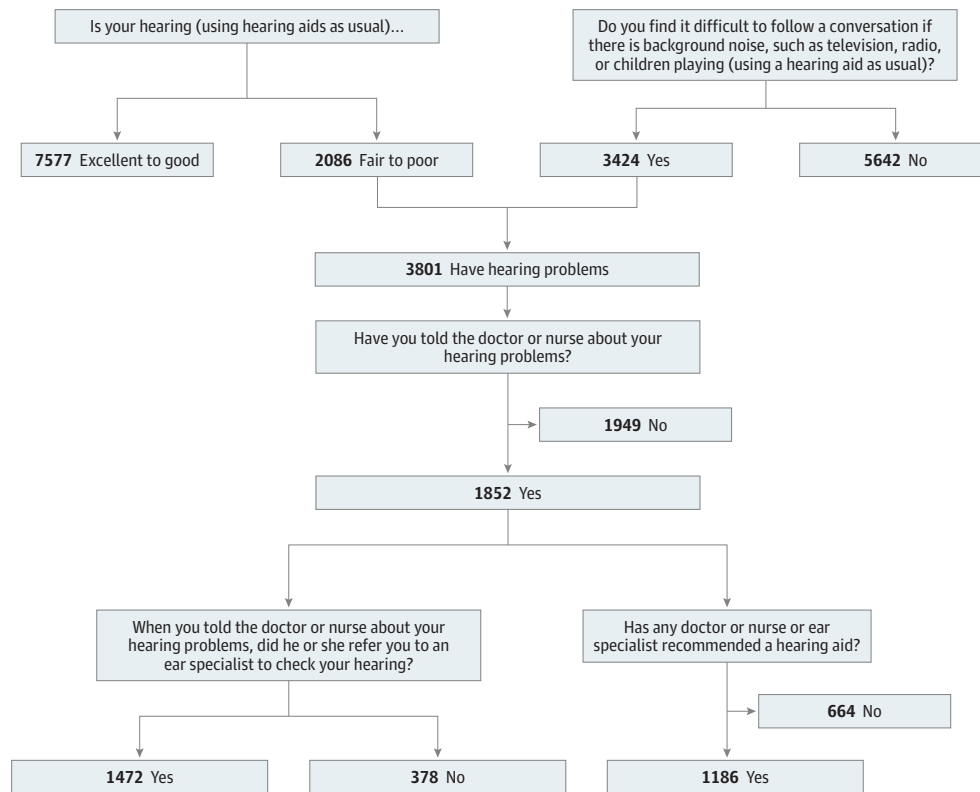 Is your hearing (using hearing aids as usual)...
Do you find it difficult to follow a conversation if
there is background noise, such as television, radio,
or children playing (using a hearing aid as usual)?
7577 Excellent to good
2086 Fair to poor
3424 Yes
5642 No
3801 Have hearing problems
Have you told the doctor or nurse about your
hearing problems?
1949 No
1852 Yes
When you told the doctor or nurse about your
hearing problems, did he or she refer you to an
ear specialist to check your hearing?
Has any doctor or nurse or ear
specialist recommended a hearing aid?
664 No
1472 Yes
378 No
1186 Yes